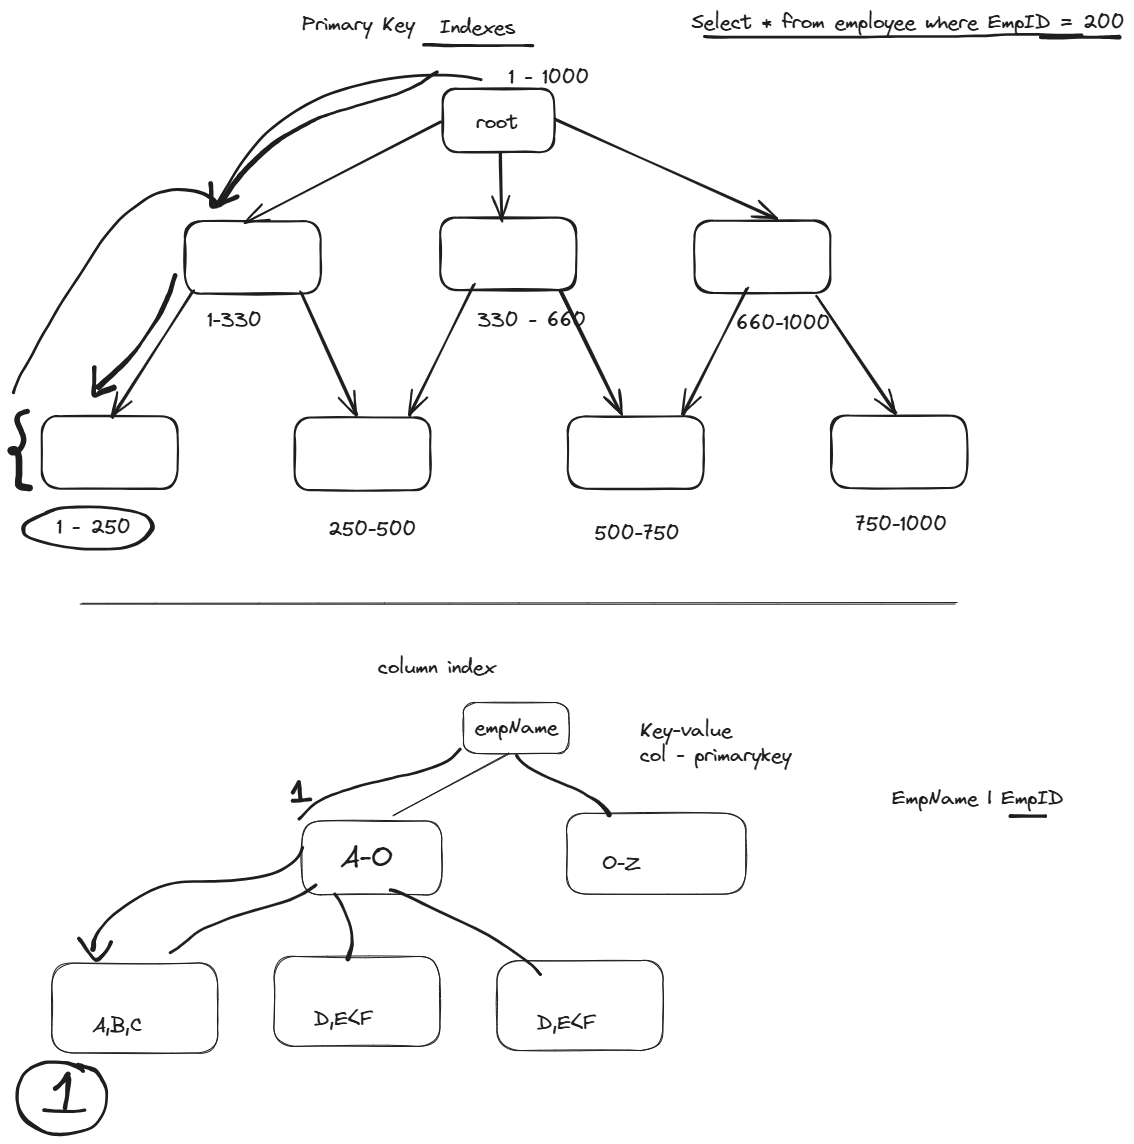 Primary Key Indexes
Select * from employee where EmpID = 200
1 - 1000
root
1-330
330 - 660
660-1000
1 - 250
250-500
500-750
750-1000
column index
empName
Key-value
col - primarykey
EmpName | EmpID
1
A-O
O-Z
A,B,C
D,E<F
D,E<F
1